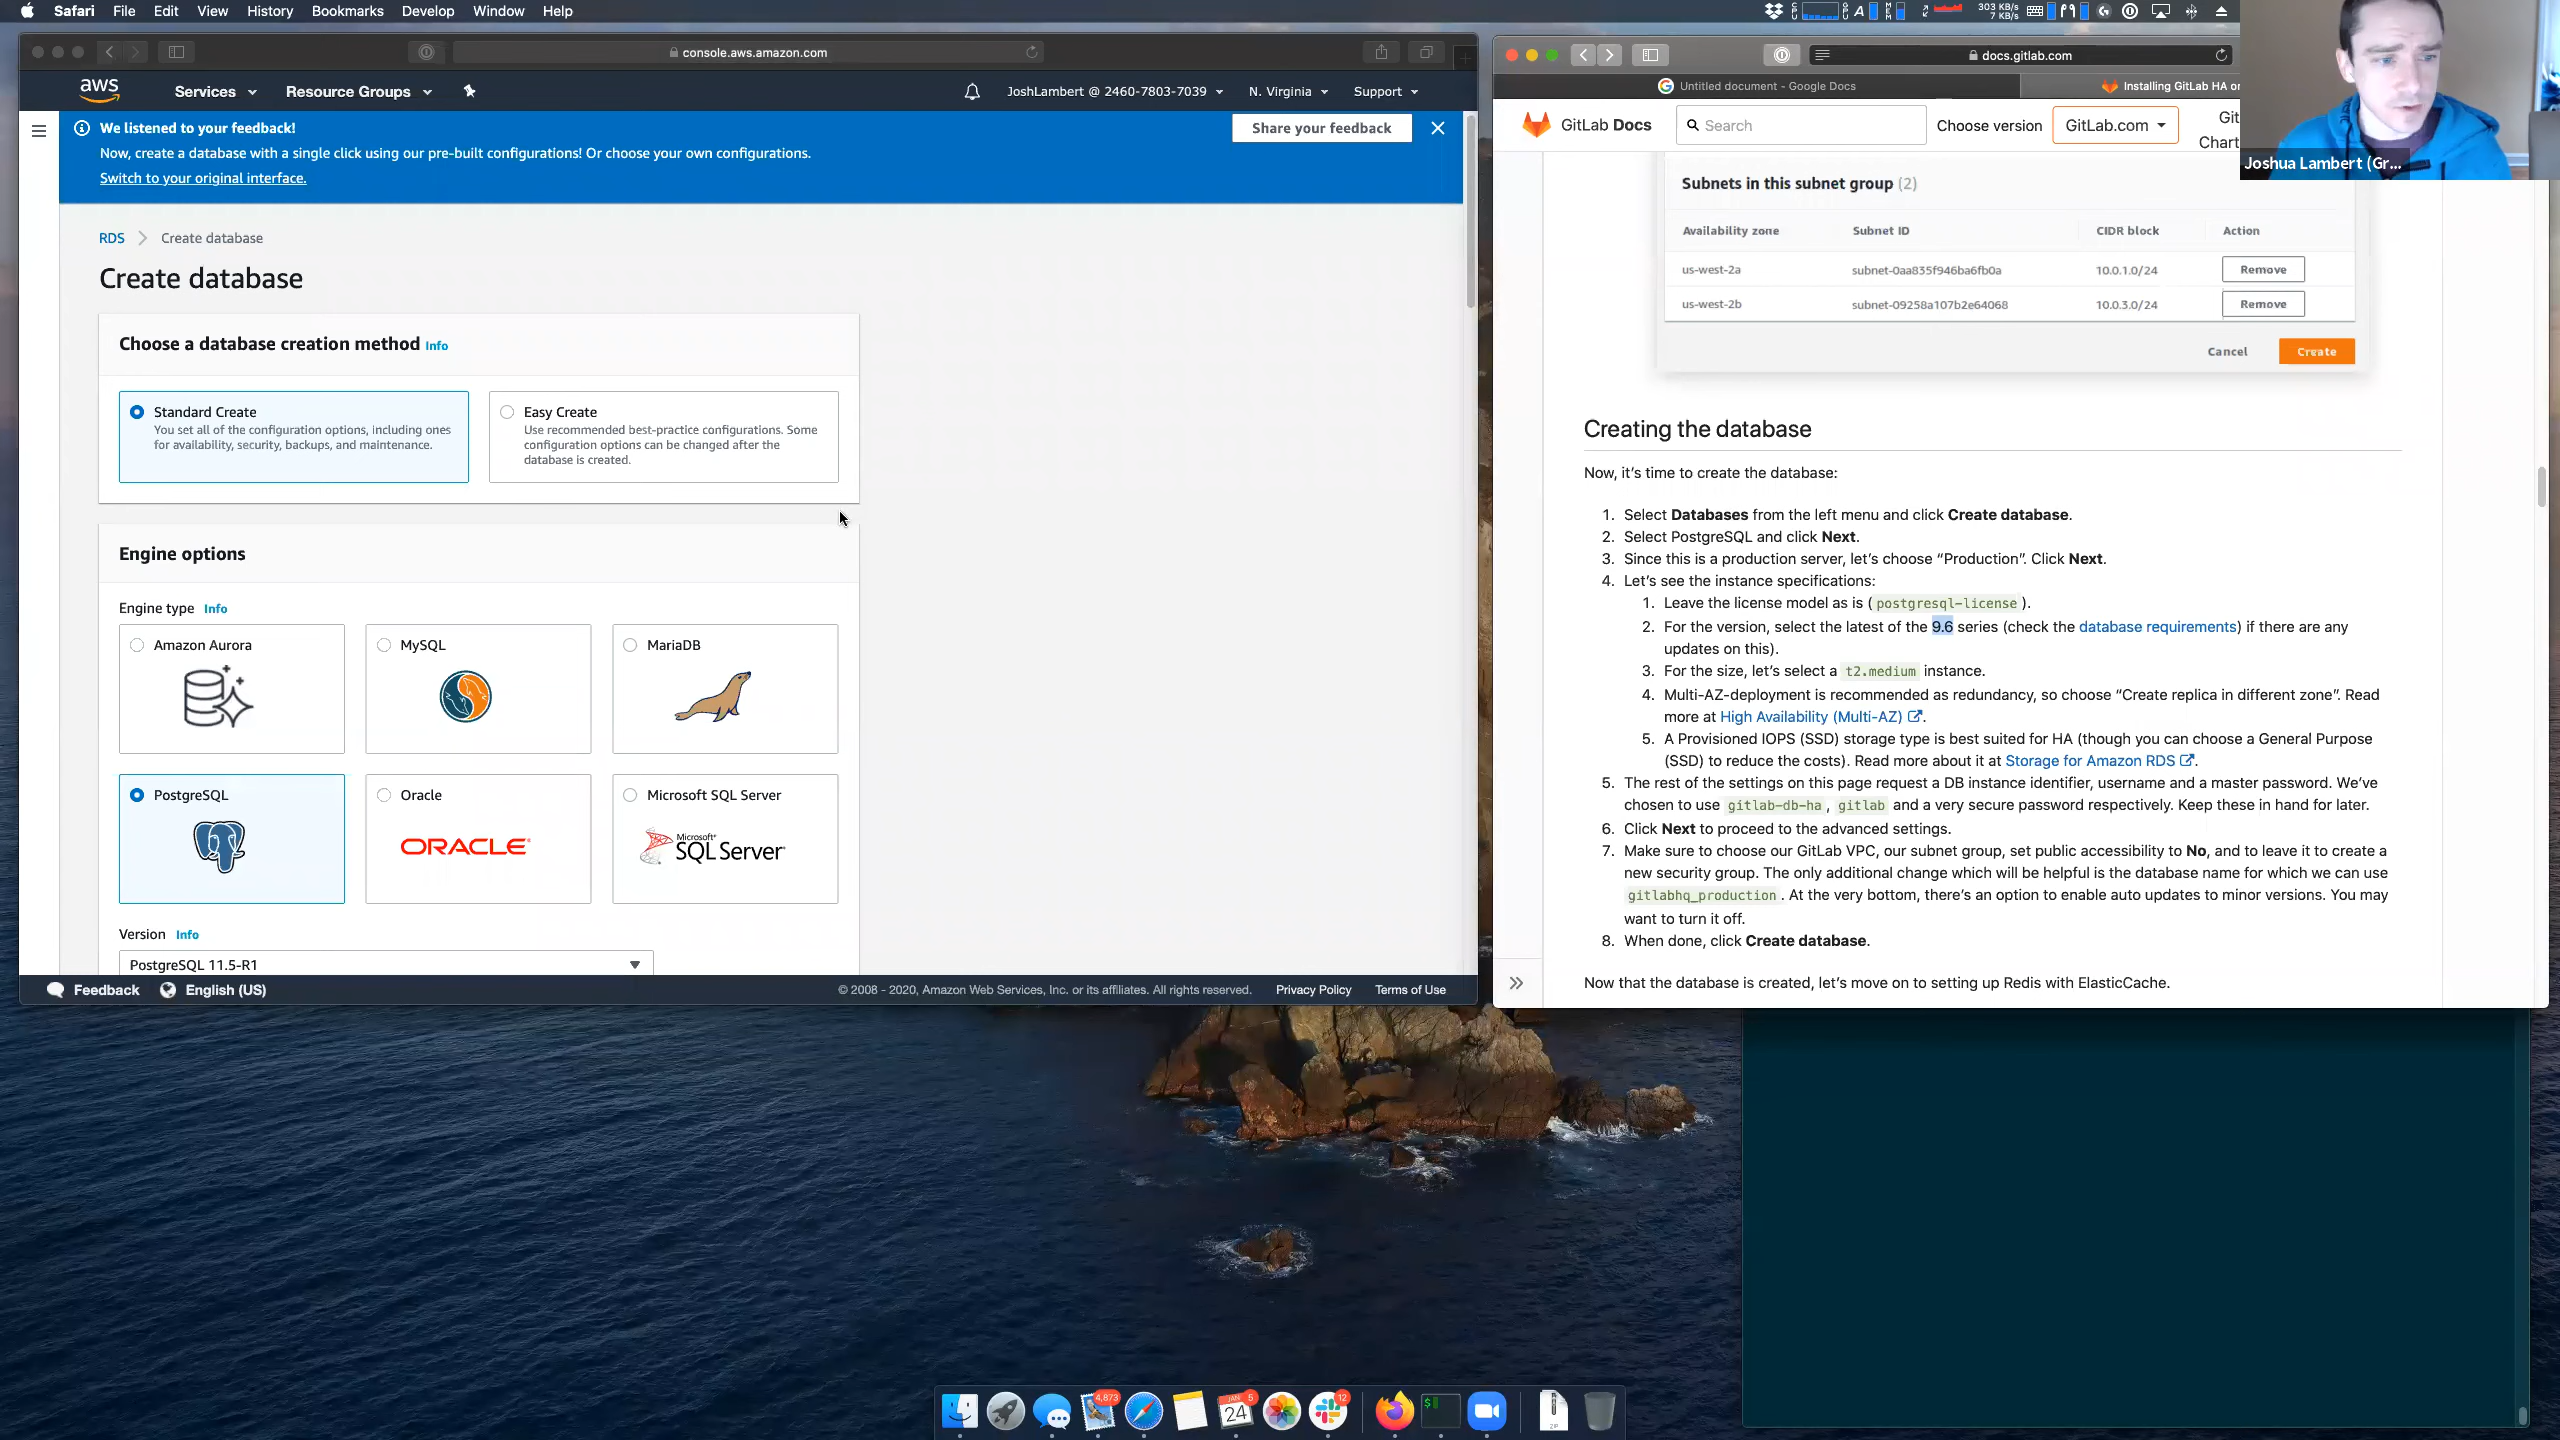 Safari File Edit View History Bookmarks Develop Window Help
303 KB/s
7 KB/s
console.aws.amazon.com
aws Services Resource Groups JoshLambert @ 2460-7803-7039 N. Virginia Support
We listened to your feedback!
Now, create a database with a single click using our pre-built configurations! Or choose your own configurations.
Switch to your original interface.
Share your feedback
RDS Create database
Create database
Choose a database creation method Info
Standard Create
You set all of the configuration options, including ones
for availability, security, backups, and maintenance.
Easy Create
Use recommended best-practice configurations. Some
configuration options can be changed after the
database is created.
Engine options
Engine type Info
Amazon Aurora
MySQL
MariaDB
PostgreSQL
Oracle
ORACLE
Microsoft SQL Server
Microsoft
SQL Server
Version Info
PostgreSQL 11.5-R1
Feedback English (US)
© 2008 - 2020, Amazon Web Services, Inc. or its affiliates. All rights reserved. Privacy Policy Terms of Use
docs.gitlab.com
Untitled document - Google Docs
Installing GitLab HA o
GitLab Docs
Search
Choose version
GitLab.com
Git
Chart
Joshua Lambert (Gr...
Subnets in this subnet group (2)
Availability zone Subnet ID CIDR block Action
us-west-2a subnet-0aa835f946ba6fb0a 10.0.1.0/24 Remove
us-west-2b subnet-09258a107b2e64068 10.0.3.0/24 Remove
Cancel Create
Creating the database
Now, it's time to create the database:
1. Select Databases from the left menu and click Create database.
2. Select PostgreSQL and click Next.
3. Since this is a production server, let's choose “Production”. Click Next.
4. Let's see the instance specifications:
1. Leave the license model as is ( postgresql-license ).
2. For the version, select the latest of the 9.6 series (check the database requirements) if there are any
updates on this).
3. For the size, let's select a t2.medium instance.
4. Multi-AZ-deployment is recommended as redundancy, so choose “Create replica in different zone”. Read
more at High Availability (Multi-AZ) .
5. A Provisioned IOPS (SSD) storage type is best suited for HA (though you can choose a General Purpose
(SSD) to reduce the costs). Read more about it at Storage for Amazon RDS .
5. The rest of the settings on this page request a DB instance identifier, username and a master password. We've
chosen to use gitlab-db-ha , gitlab and a very secure password respectively. Keep these in hand for later.
6. Click Next to proceed to the advanced settings.
7. Make sure to choose our GitLab VPC, our subnet group, set public accessibility to No, and to leave it to create a
new security group. The only additional change which will be helpful is the database name for which we can use
gitlabhq_production . At the very bottom, there's an option to enable auto updates to minor versions. You may
want to turn it off.
8. When done, click Create database.
Now that the database is created, let's move on to setting up Redis with ElasticCache.
4,873
JAN
24
5
12
$
ZIP